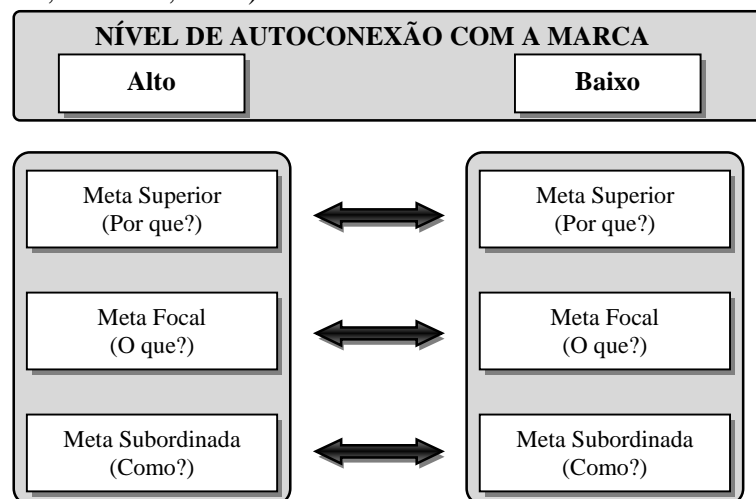 NÍVEL DE AUTOCONEXÃO COM A MARCA
Alto
Baixo
Meta Superior
(Por que?)
Meta Superior
(Por que?)
Meta Focal
(O que?)
Meta Focal
(O que?)
Meta Subordinada
(Como?)
Meta Subordinada
(Como?)